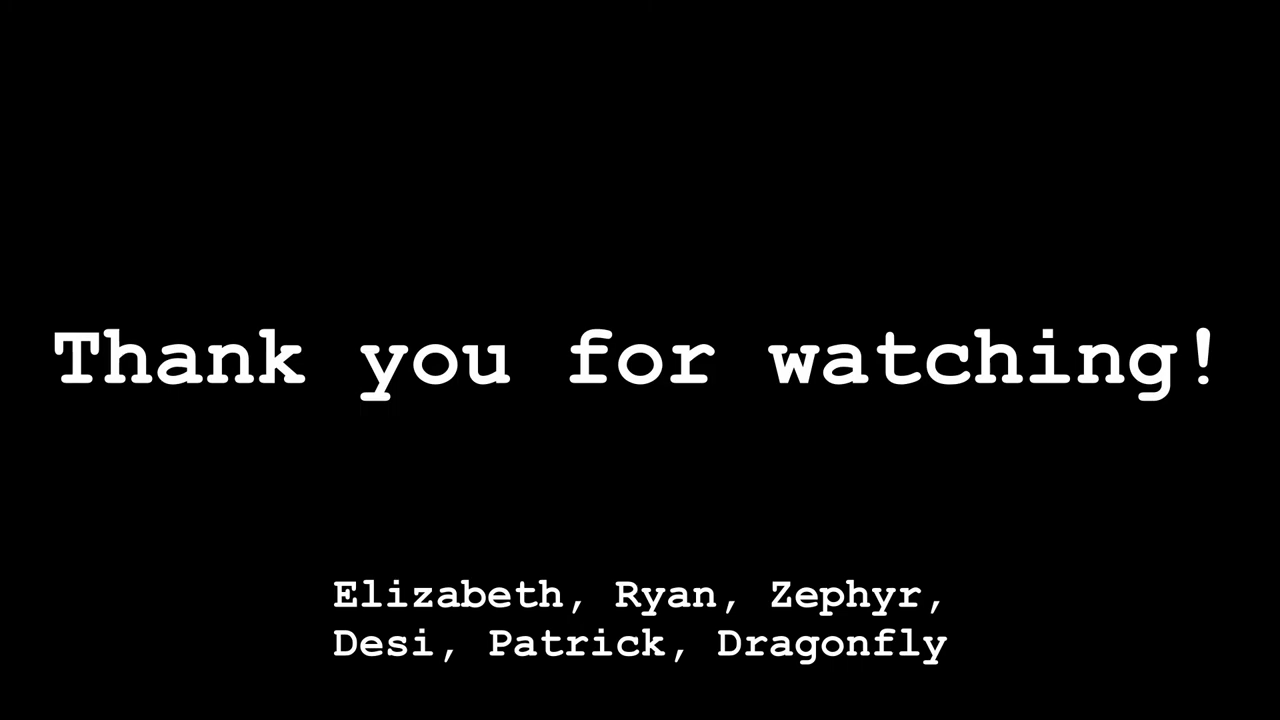 Thank you for watching!
Elizabeth, Ryan, Zephyr,
Desi, Patrick, Dragonfly